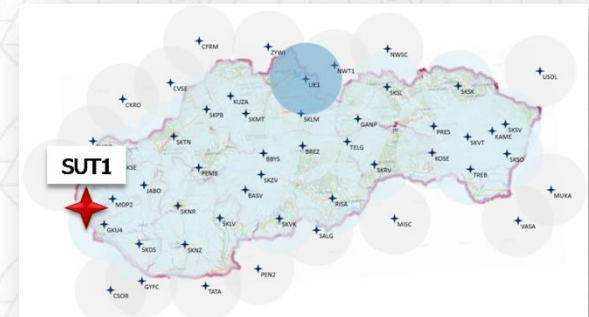 CFRM
ZYWI
NWSC
NWT1
USDL
LIE1
CVSE
SKSL
SKSK
KUZA
CKRO
SKPB
SKMT
SKLM
GANP
PRES
SKSV
KAME
SKVT
SKTN
TELG
BREZ
BBYS
KOSE
SKSO
SUT1
KSE
PEMB
SKZV
SKRV
TREB
JABO
BASV
MUKA
MOP2
RISA
SKNR
SKLV
SKVK
MISC
VASA
GKU4
SALG
SKDS
SKNZ
PEN2
GYFC
CSOR
TATA